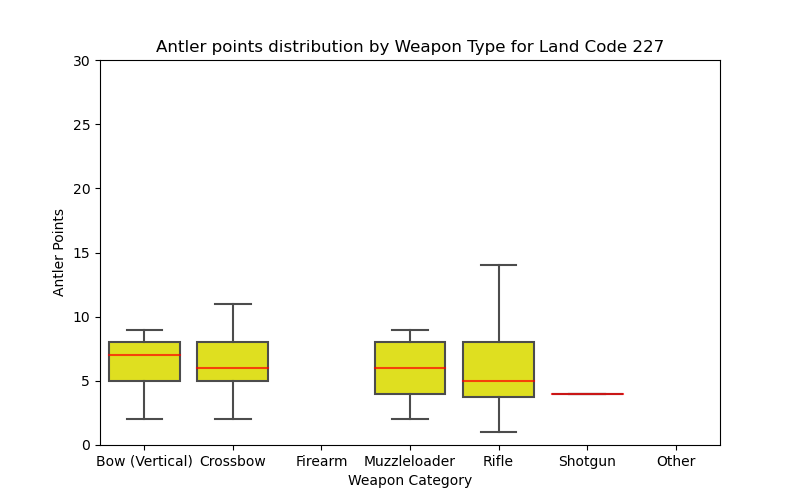 Antler points distribution by Weapon Type for Land Code 227
30
25
20
15
10
5
0
Antler Points
Bow (Vertical) Crossbow Firearm Muzzleloader Rifle Shotgun Other
Weapon Category